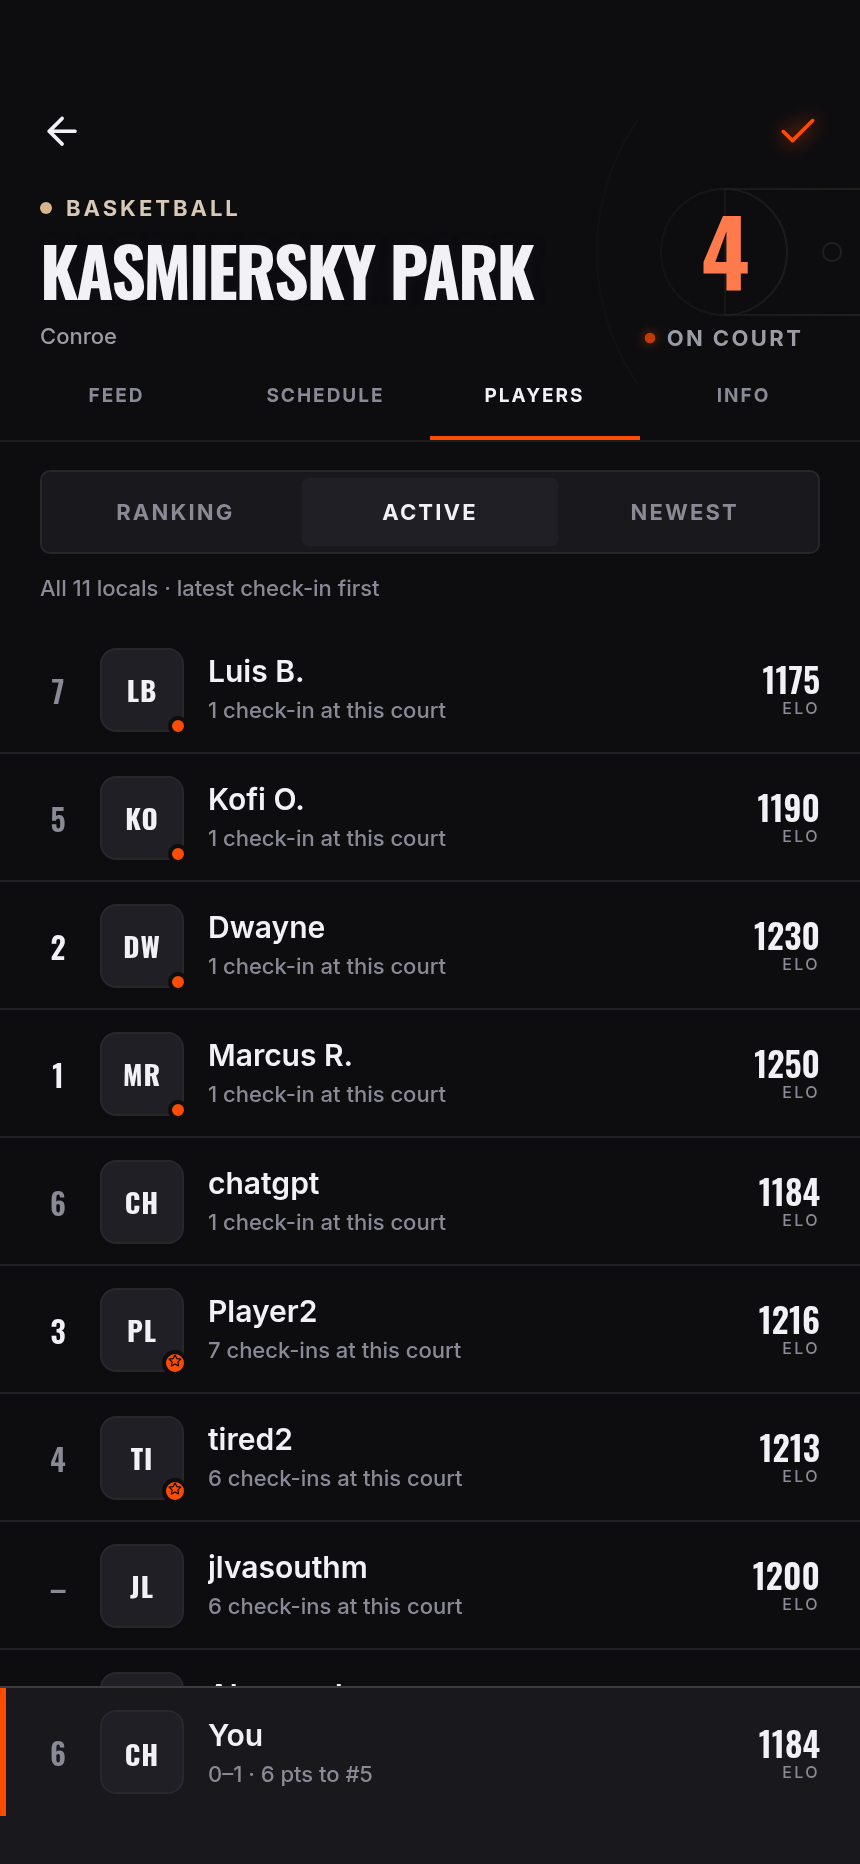 BASKETBALL
KASMIERSKY PARK
4
Conroe
ON COURT
FEED SCHEDULE PLAYERS INFO
RANKING ACTIVE NEWEST
All 11 locals · latest check-in first
7 LB Luis B. 1175
1 check-in at this court ELO
5 KO Kofi O. 1190
1 check-in at this court ELO
2 DW Dwayne 1230
1 check-in at this court ELO
1 MR Marcus R. 1250
1 check-in at this court ELO
6 CH chatgpt 1184
1 check-in at this court ELO
3 PL Player2 1216
7 check-ins at this court ELO
4 TI tired2 1213
6 check-ins at this court ELO
– JL jlvasouthm 1200
6 check-ins at this court ELO
6 CH You 1184
0–1 · 6 pts to #5 ELO